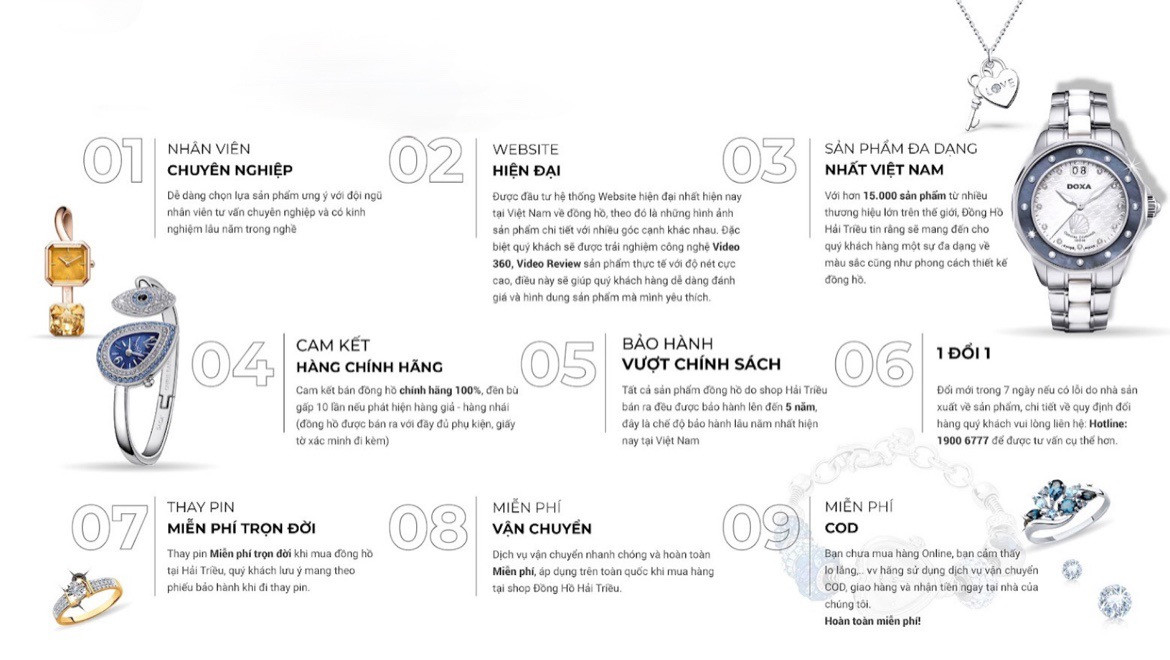 01
NHÂN VIÊN
CHUYÊN NGHIỆP
Dễ dàng chọn lựa sản phẩm ưng ý với đội ngũ
nhân viên tư vấn chuyên nghiệp và có kinh
nghiệm lâu năm trong nghề
02
WEBSITE
HIỆN ĐẠI
Được đầu tư hệ thống Website hiện đại nhất hiện nay
tại Việt Nam về đồng hồ, theo đó là những hình ảnh
sản phẩm chi tiết với nhiều góc cạnh khác nhau. Đặc
biệt quý khách sẽ được trải nghiệm công nghệ Video
360, Video Review sản phẩm thực tế với độ nét cực
cao, điều này sẽ giúp quý khách hàng dễ dàng đánh
giá và hình dung sản phẩm mà mình yêu thích.
03
SẢN PHẨM ĐA DẠNG
NHẤT VIỆT NAM
Với hơn 15.000 sản phẩm từ nhiều
thương hiệu lớn trên thế giới, Đồng Hồ
Hải Triều tin rằng sẽ mang đến cho
quý khách hàng một sự đa dạng về
màu sắc cũng như phong cách thiết kế
đồng hồ.
LOVE
08
DOXA
04
CAM KẾT
HÀNG CHÍNH HÃNG
Cam kết bán đồng hồ chính hãng 100%, đền bù
gấp 10 lần nếu phát hiện hàng giả - hàng nhái
(đồng hồ được bán ra với đầy đủ phụ kiện, giấy
tờ xác minh đi kèm)
05
BẢO HÀNH
VƯỢT CHÍNH SÁCH
Tất cả sản phẩm đồng hồ do shop Hải Triều
bán ra đều được bảo hành lên đến 5 năm,
đây là chế độ bảo hành lâu năm nhất hiện
nay tại Việt Nam
06
1 ĐỔI 1
Đổi mới trong 7 ngày nếu có lỗi do nhà sản
xuất về sản phẩm, chi tiết về quy định đổi
hàng quý khách vui lòng liên hệ: Hotline:
1900 6777 để được tư vấn cụ thể hơn.
07
THAY PIN
MIỄN PHÍ TRỌN ĐỜI
Thay pin Miễn phí trọn đời khi mua đồng hồ
tại Hải Triều, quý khách lưu ý mang theo
phiếu bảo hành khi đi thay pin.
08
MIỄN PHÍ
VẬN CHUYỂN
Dịch vụ vận chuyển nhanh chóng và hoàn toàn
Miễn phí, áp dụng trên toàn quốc khi mua hàng
tại shop Đồng Hồ Hải Triều.
09
MIỄN PHÍ
COD
Bạn chưa mua hàng Online, bạn cảm thấy
lo lắng,.. vv hãng sử dụng dịch vụ vận chuyển
COD, giao hàng và nhận tiền ngay tại nhà của
chúng tôi.
Hoàn toàn miễn phí!